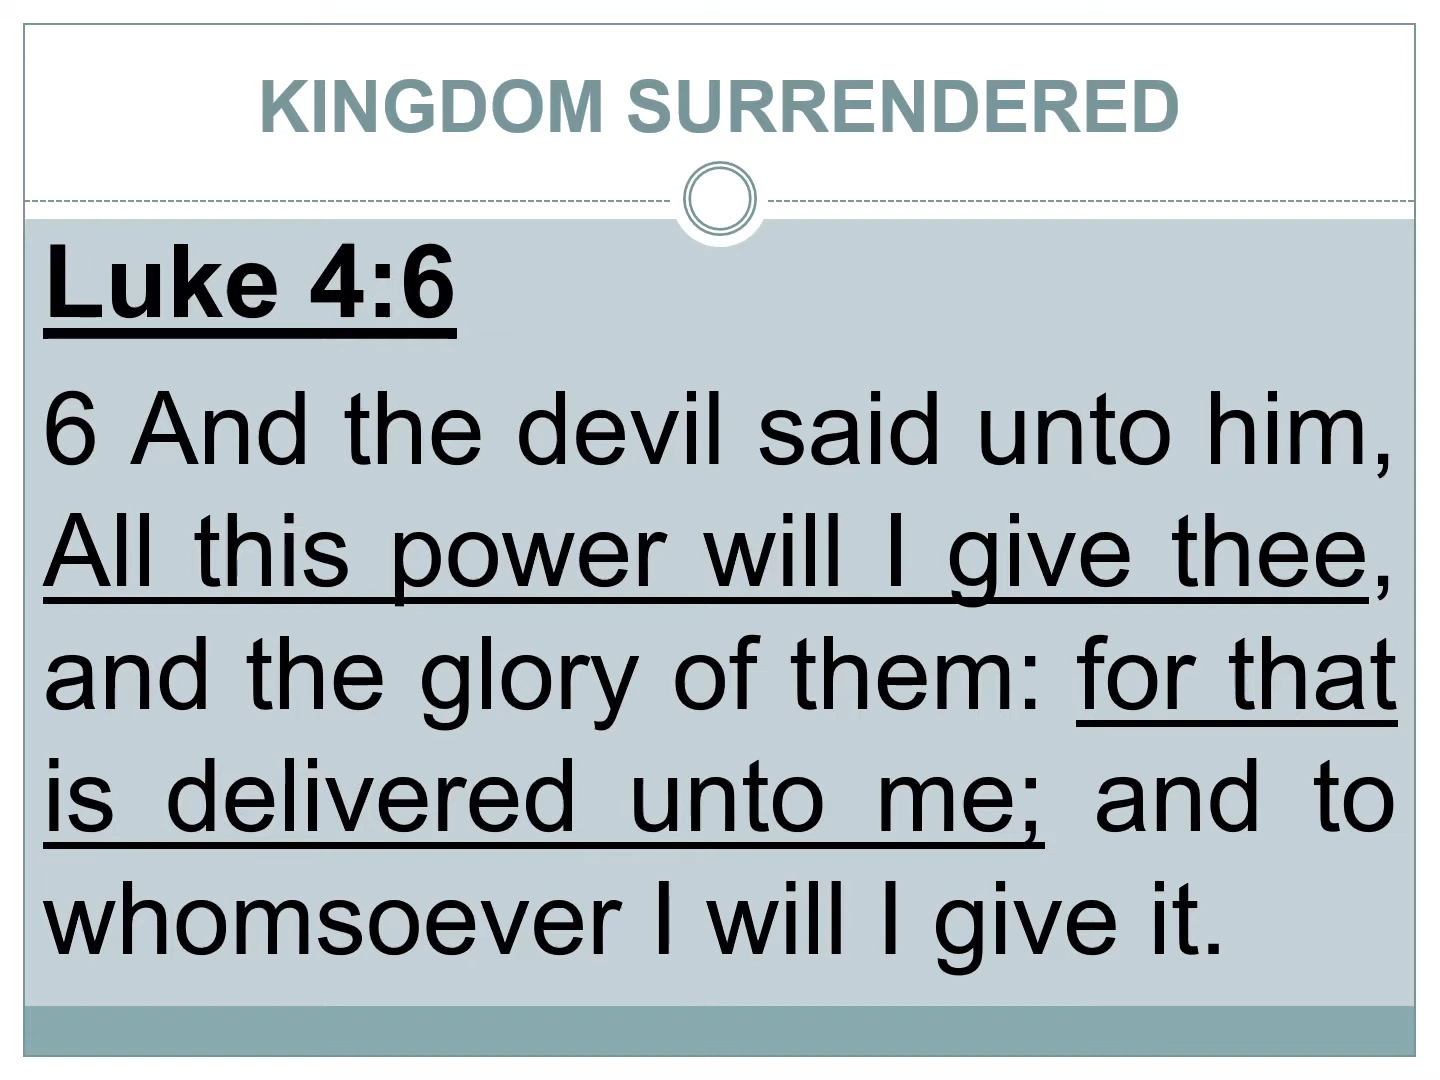 KINGDOM SURRENDERED
Luke 4:6
6 And the devil said unto him,
All this power will I give thee,
and the glory of them: for that
is delivered unto me; and to
whomsoever I will I give it.